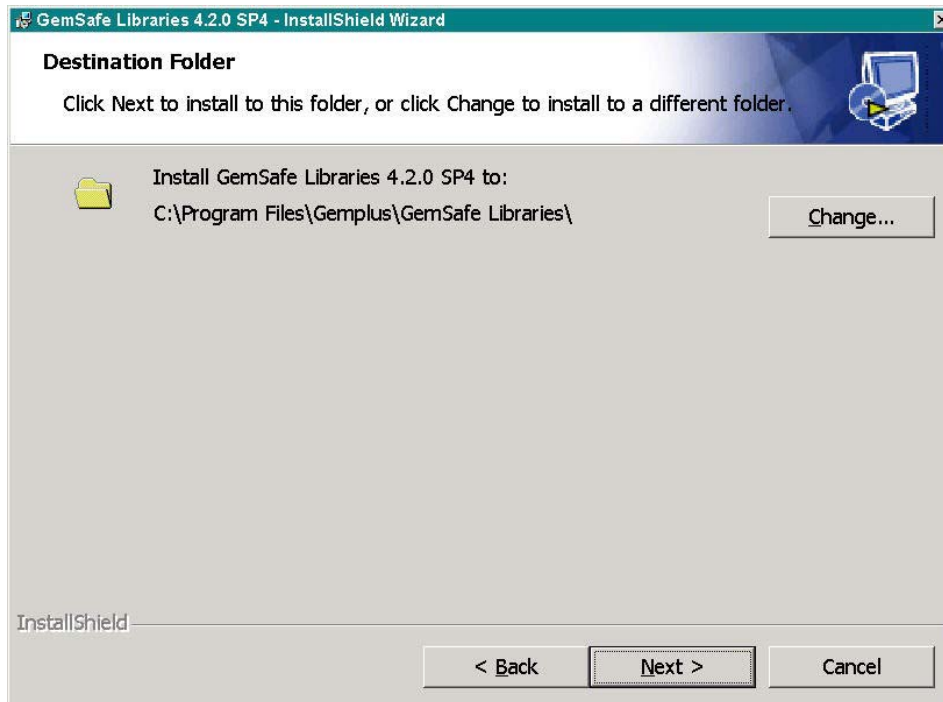 GemSafe Libraries 4.2.0 SP4 - InstallShield Wizard
Destination Folder
Click Next to install to this folder, or click Change to install to a different folder.
Install GemSafe Libraries 4.2.0 SP4 to:
C:\Program Files\Gemplus\GemSafe Libraries\
Change...
InstallShield
< Back
Next >
Cancel